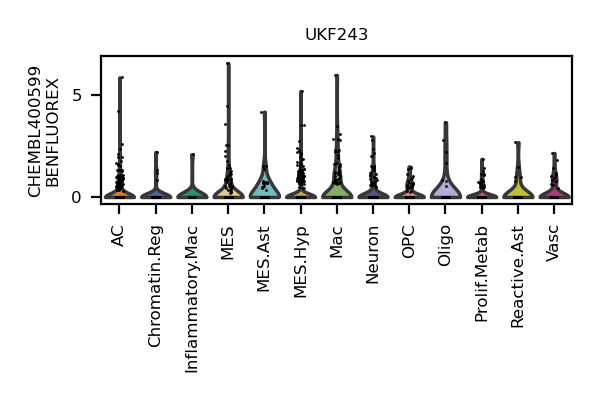 UKF243
CHEMBL400599
BENFLUOREX
5
0
AC
Chromatin.Reg
Inflammatory.Mac
MES
MES.Ast
MES.Hyp
Mac
Neuron
OPC
Oligo
Prolif.Metab
Reactive.Ast
Vasc